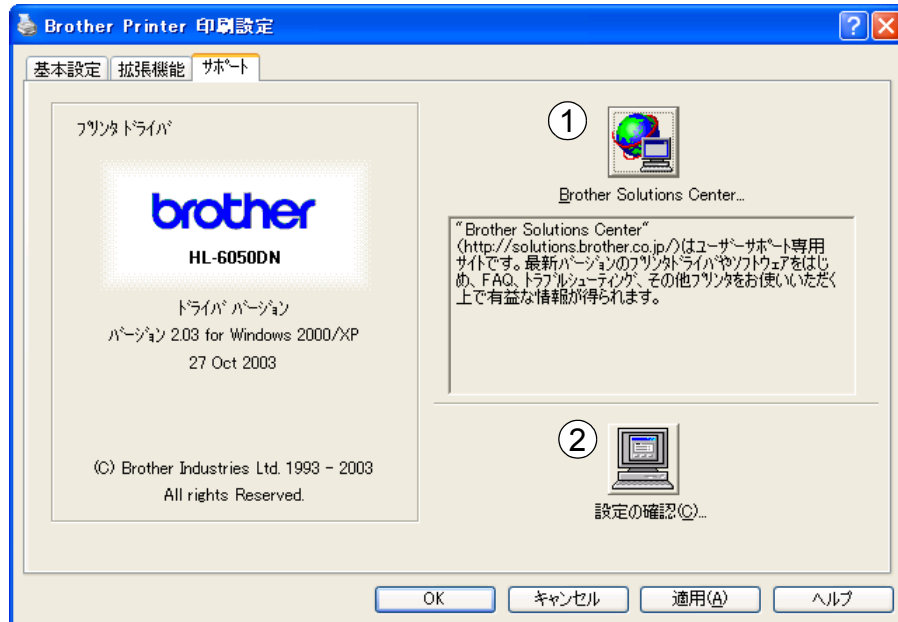 Brother Printer 印刷設定
基本設定
拡張機能
サポート
プリンタ ドライバ
brother
HL-6050DN
ドライバ バージョン
バージョン 2.03 for Windows 2000/XP
27 Oct 2003
(C) Brother Industries Ltd. 1993 - 2003
All rights Reserved.
1
Brother Solutions Center...
"Brother Solutions Center"
(http://solutions.brother.co.jp/)はユーザーサポート専用
サイトです。最新バージョンのプリンタドライバやソフトウェアをはじ
め、FAQ、トラブルシューティング、その他プリンタをお使いいただく
上で有益な情報が得られます。
2
設定の確認(C)...
OK
キャンセル
適用(A)
ヘルプ